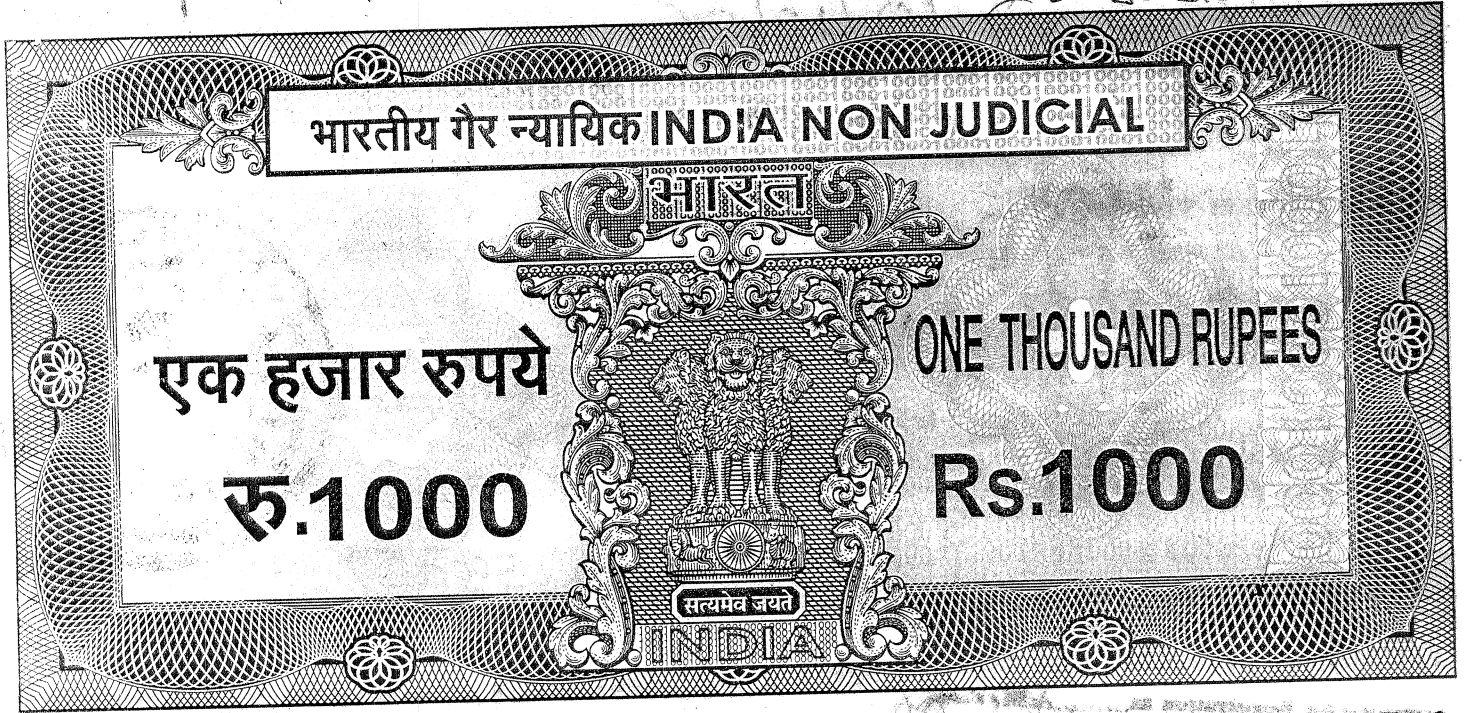 भारतीय गैर न्यायिक INDIA NON JUDICIAL
भारत
एक हजार रुपये
ONE THOUSAND RUPEES
रु.1000
Rs.1000
सत्यमेव जयते
INDIA